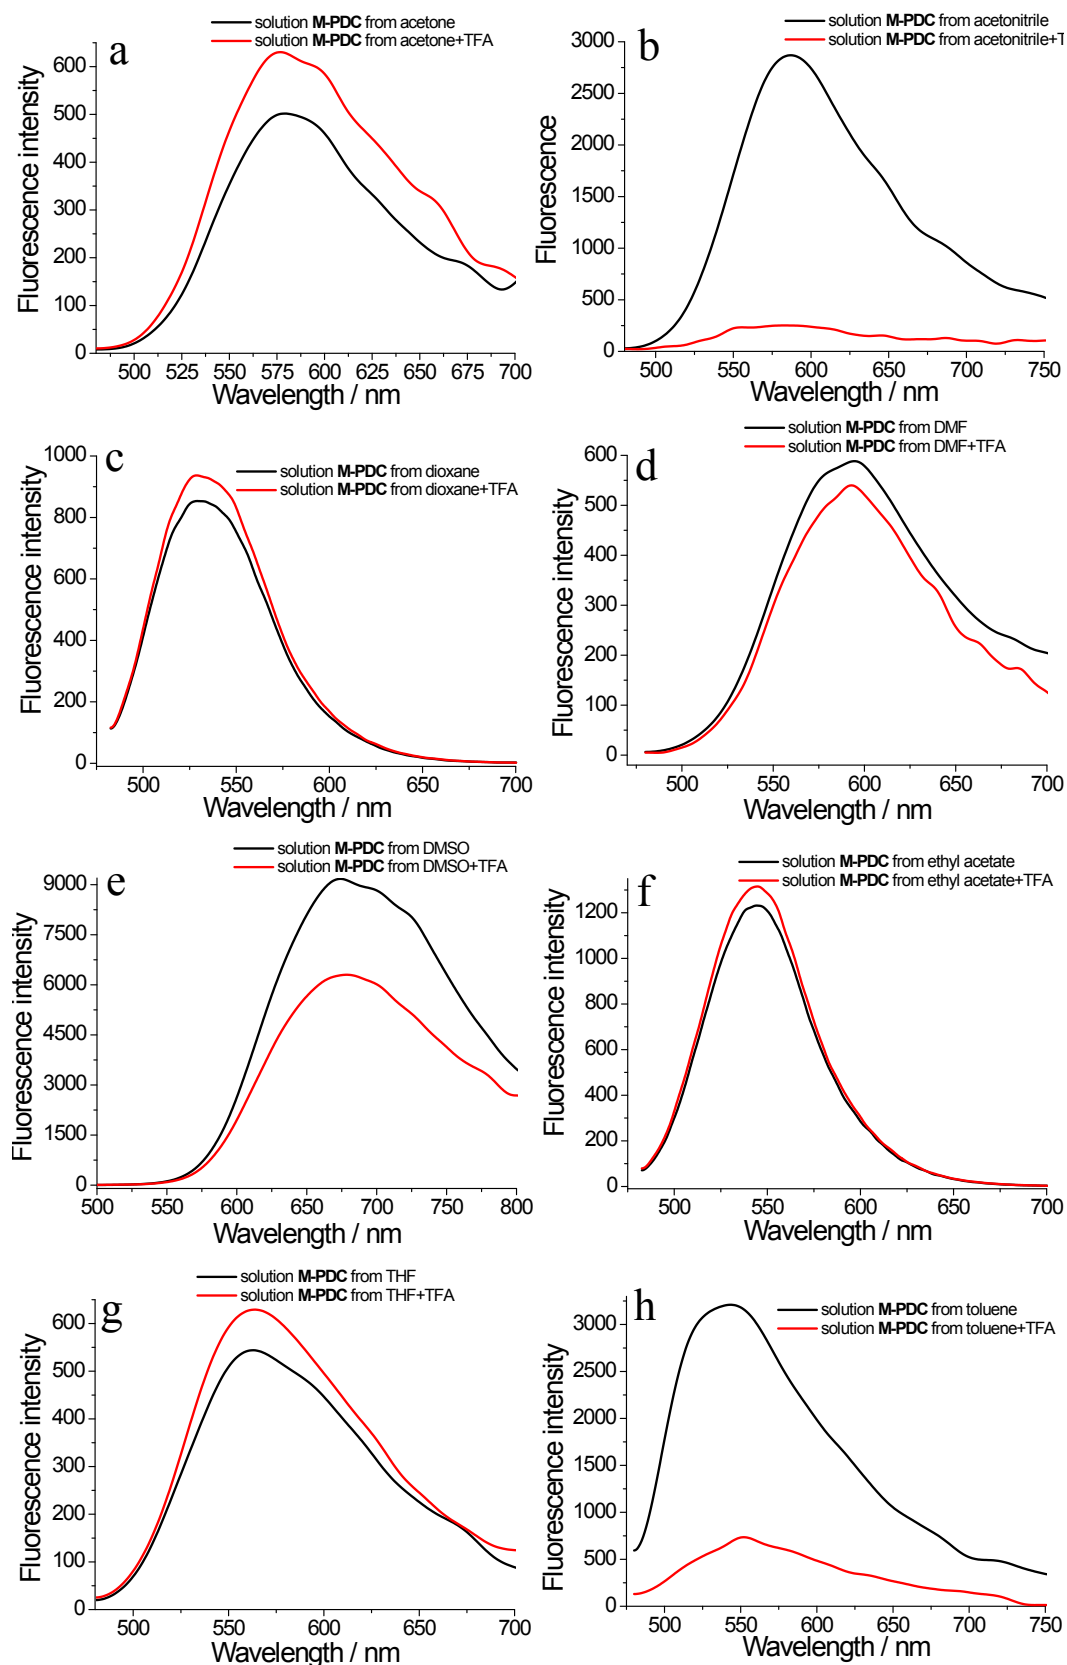 solution M-PDC from acetone
solution M-PDC from acetone+TFA
a
Fluorescence intensity
600
500
400
300
200
100
0
500 525 550 575 600 625 650 675 700
Wavelength / nm
solution M-PDC from acetonitrile
solution M-PDC from acetonitrile+T
b
Fluorescence
3000
2500
2000
1500
1000
500
0
500 550 600 650 700 750
Wavelength / nm
c
solution M-PDC from dioxane
solution M-PDC from dioxane+TFA
Fluorescence intensity
1000
800
600
400
200
0
500 550 600 650 700
Wavelength / nm
solution M-PDC from DMF
solution M-PDC from DMF+TFA
d
Fluorescence intensity
600
500
400
300
200
100
0
500 550 600 650 700
Wavelength / nm
solution M-PDC from DMSO
solution M-PDC from DMSO+TFA
e
Fluorescence intensity
9000
7500
6000
4500
3000
1500
0
500 550 600 650 700 750 800
Wavelength / nm
solution M-PDC from ethyl acetate
solution M-PDC from ethyl acetate+TFA
f
Fluorescence intensity
1200
1000
800
600
400
200
0
500 550 600 650 700
Wavelength / nm
solution M-PDC from THF
solution M-PDC from THF+TFA
g
Fluorescence intensity
600
500
400
300
200
100
0
500 525 550 575 600 625 650 675 700
Wavelength / nm
solution M-PDC from toluene
solution M-PDC from toluene+TFA
h
Fluorescence intensity
3000
2500
2000
1500
1000
500
0
500 550 600 650 700 750
Wavelength / nm